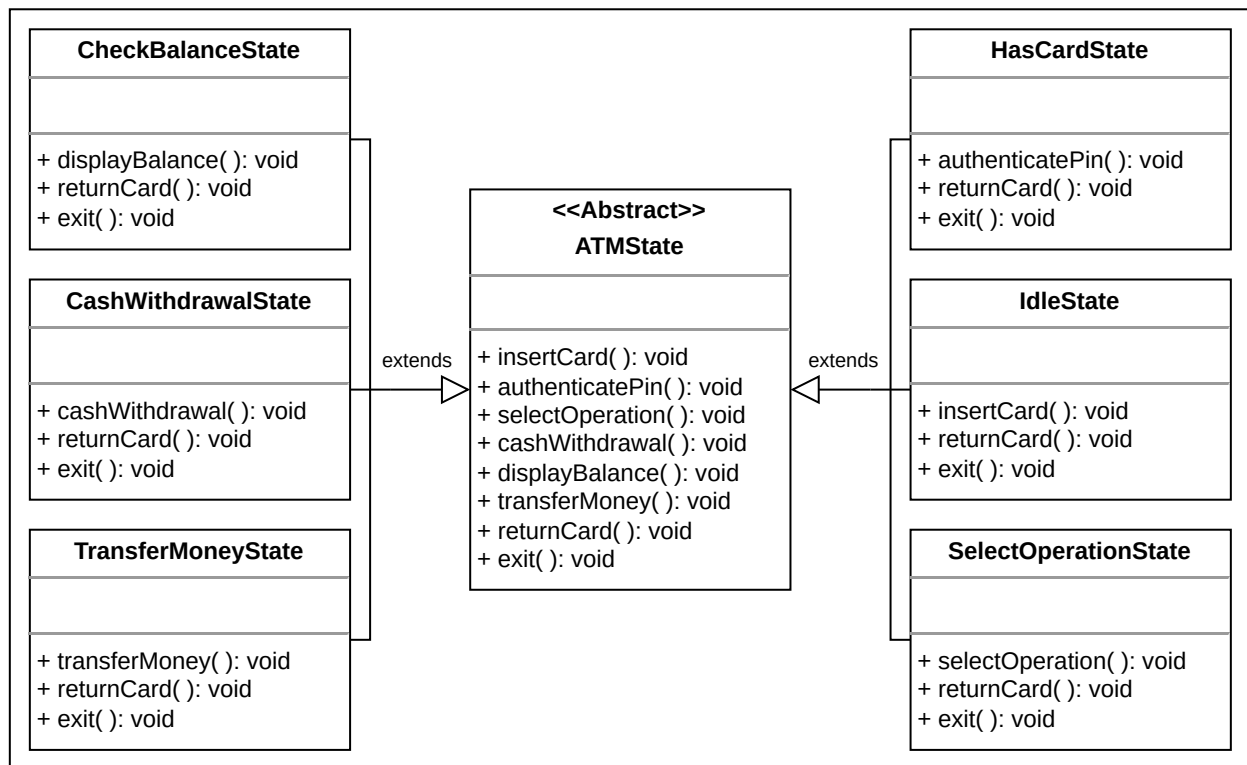 CheckBalanceState
+ displayBalance( ): void
+ returnCard( ): void
+ exit( ): void
CashWithdrawalState
+ cashWithdrawal( ): void
+ returnCard( ): void
+ exit( ): void
TransferMoneyState
+ transferMoney( ): void
+ returnCard( ): void
+ exit( ): void
extends
<<Abstract>>
ATMState
+ insertCard( ): void
+ authenticatePin( ): void
+ selectOperation( ): void
+ cashWithdrawal( ): void
+ displayBalance( ): void
+ transferMoney( ): void
+ returnCard( ): void
+ exit( ): void
extends
HasCardState
+ authenticatePin( ): void
+ returnCard( ): void
+ exit( ): void
IdleState
+ insertCard( ): void
+ returnCard( ): void
+ exit( ): void
SelectOperationState
+ selectOperation( ): void
+ returnCard( ): void
+ exit( ): void